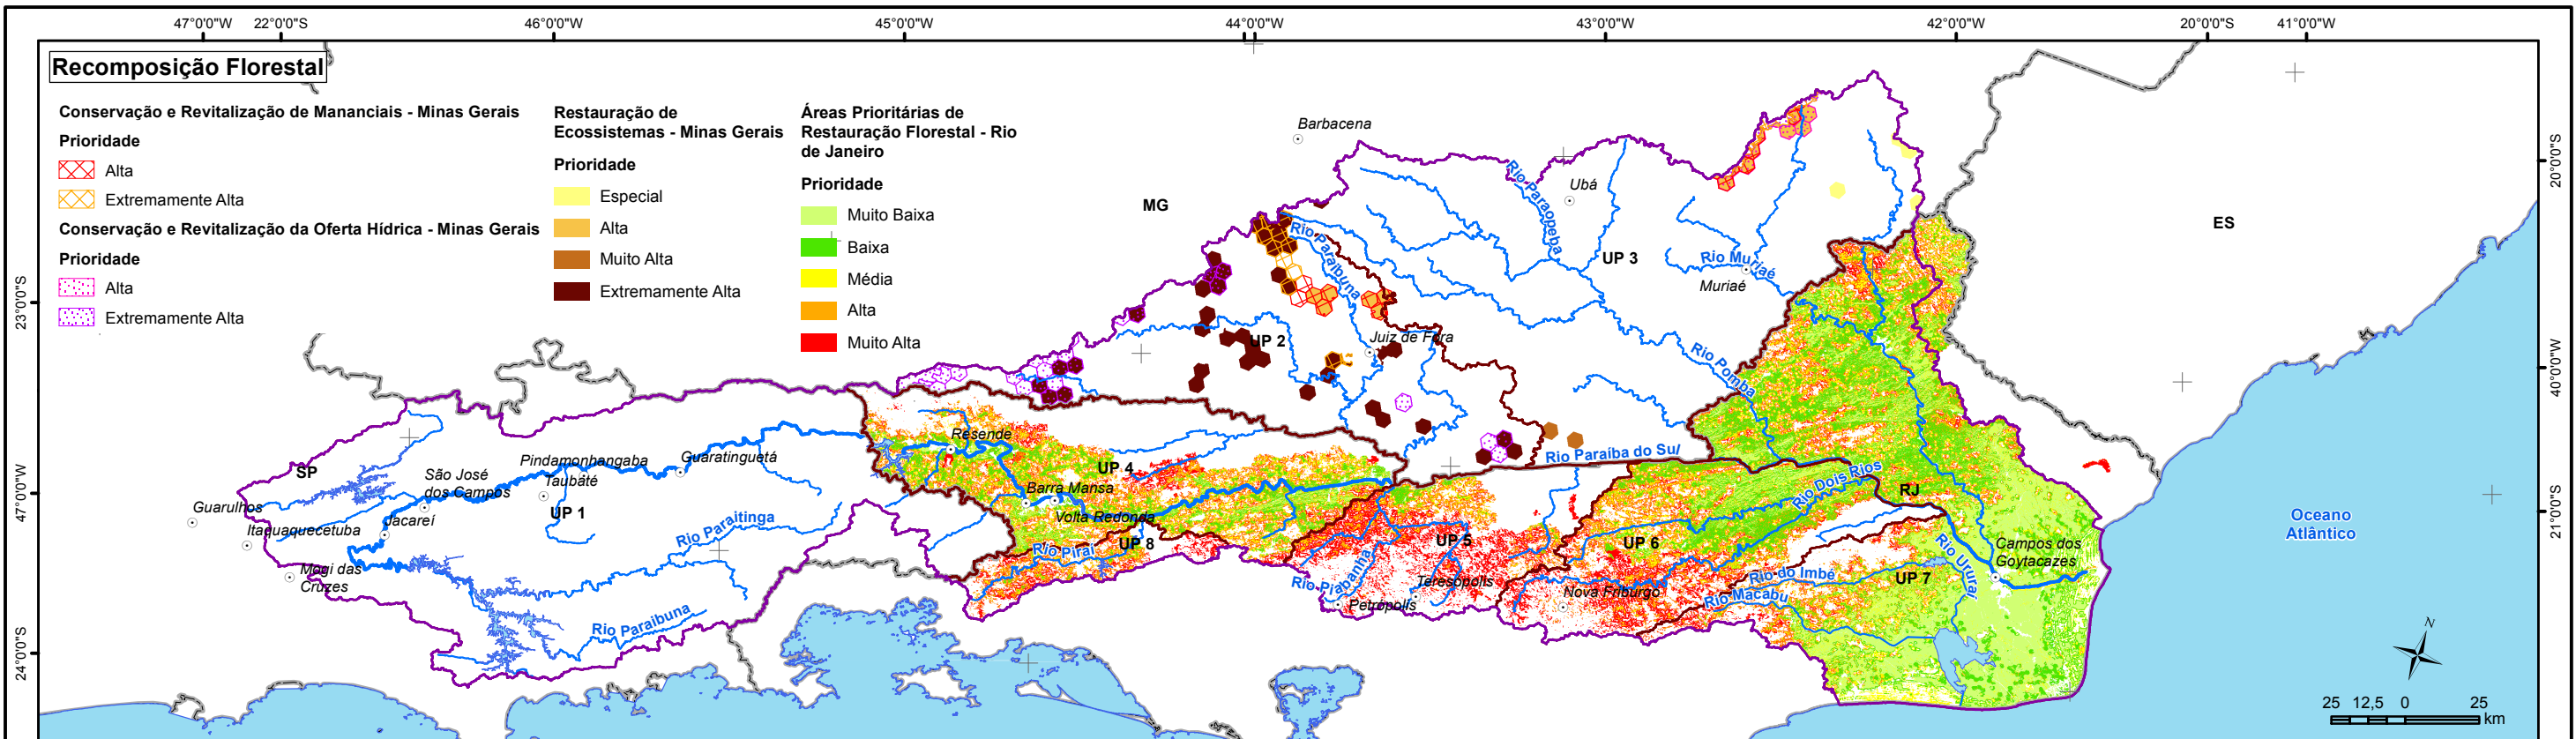 47°0'0"W
22°0'0"S
46°0'0"W
45°0'0"W
44°0'0"W
43°0'0"W
42°0'0"W
20°0'0"S
41°0'0"W
Recomposição Florestal
Conservação e Revitalização de Mananciais - Minas Gerais
Prioridade
Alta
Extremamente Alta
Conservação e Revitalização da Oferta Hídrica - Minas Gerais
Prioridade
Alta
Extremamente Alta
Restauração de
Ecossistemas - Minas Gerais
Prioridade
Especial
Alta
Muito Alta
Extremamente Alta
Áreas Prioritárias de
Restauração Florestal - Rio
de Janeiro
Prioridade
Muito Baixa
Baixa
Média
Alta
Muito Alta
23°0'0"S
47°0'0"W
24°0'0"S
20°0'0"S
40°0'0"W
21°0'0"S
MG
ES
SP
RJ
Barbacena
Ubá
Rio Paraopeba
UP 3
Rio Muriaé
Muriaé
Rio Paraibuna
UP 2
Juiz de Fora
Rio Pomba
Rio Paraíba do Sul
Resende
UP 4
Barra Mansa
Volta Redonda
UP 8
Rio Piraí
Guarulhos
Itaquaquecetuba
Mogi das
Cruzes
Jacareí
São José
dos Campos
Pindamonhangaba
Taubaté
UP 1
Guaratinguetá
Rio Paraitinga
Rio Paraibuna
UP 5
Rio Piabanha
Petrópolis
Teresópolis
UP 6
Nova Friburgo
Rio Dois Rios
Rio do Imbé
Rio Macabu
UP 7
Rio Ururaí
Campos dos
Goytacazes
Oceano
Atlântico
N
25 12,5 0 25
km